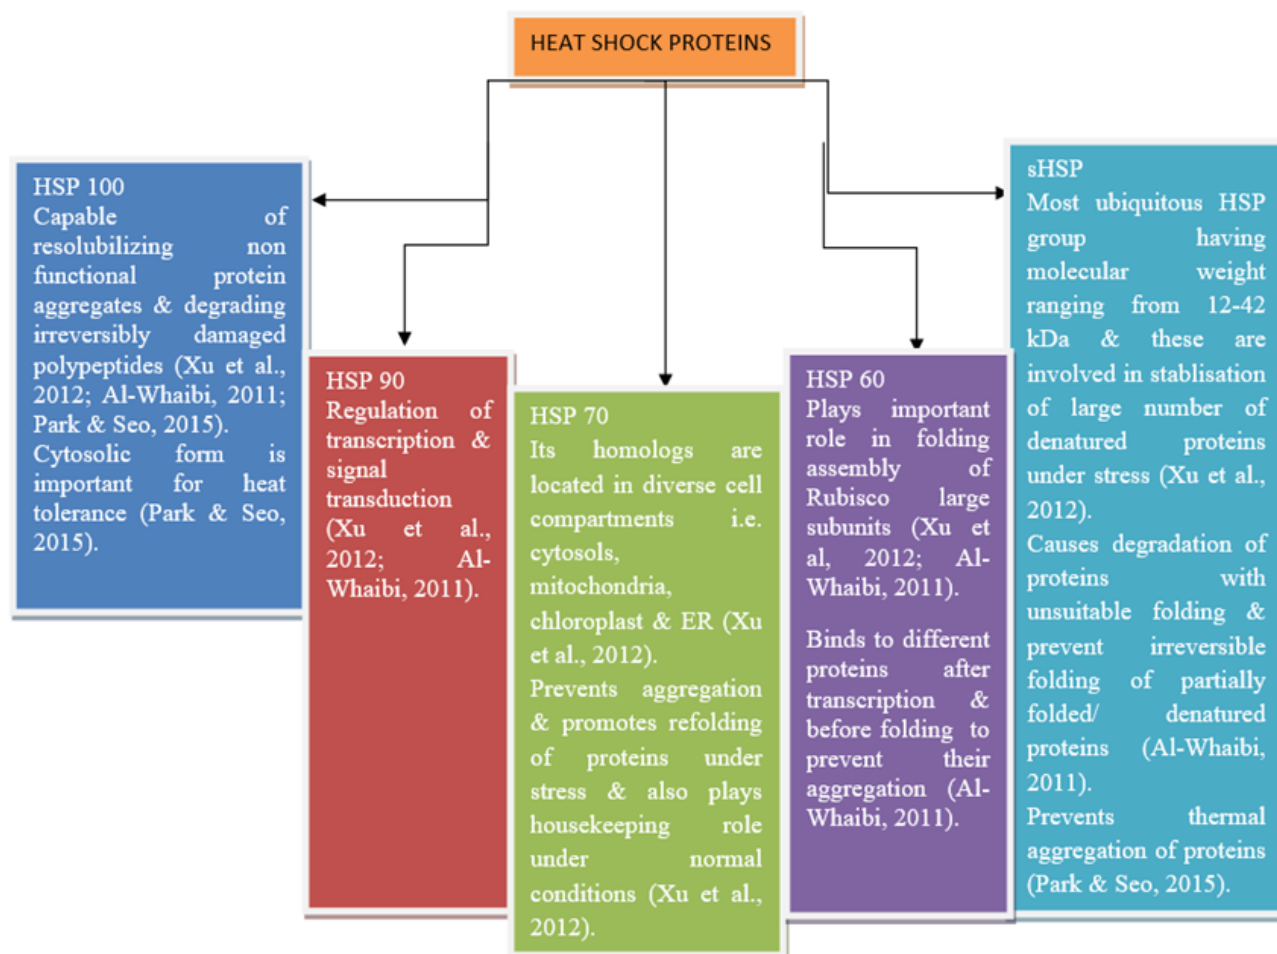 HEAT SHOCK PROTEINS
HSP 100
Capable of
resolubilizing non
functional protein
aggregates & degrading
irreversibly damaged
polypeptides (Xu et al.,
2012; Al-Whaibi, 2011;
Park & Seo, 2015).
Cytosolic form is
important for heat
tolerance (Park & Seo,
2015).
HSP 90
Regulation of
transcription &
signal
transduction
(Xu et al.,
2012; Al-
Whaibi, 2011).
HSP 70
Its homologs are
located in diverse cell
compartments i.e.
cytosols,
mitochondria,
chloroplast & ER (Xu
et al., 2012).
Prevents aggregation
& promotes refolding
of proteins under
stress & also plays
housekeeping role
under normal
conditions (Xu et al.,
2012).
HSP 60
Plays important
role in folding
assembly of
Rubisco large
subunits (Xu et
al, 2012; Al-
Whaibi, 2011).
Binds to different
proteins after
transcription &
before folding to
prevent their
aggregation (Al-
Whaibi, 2011).
sHSP
Most ubiquitous HSP
group having
molecular weight
ranging from 12-42
kDa & these are
involved in stablisation
of large number of
denatured proteins
under stress (Xu et al.,
2012).
Causes degradation of
proteins with
unsuitable folding &
prevent irreversible
folding of partially
folded/ denatured
proteins (Al-Whaibi,
2011).
Prevents thermal
aggregation of proteins
(Park & Seo, 2015).